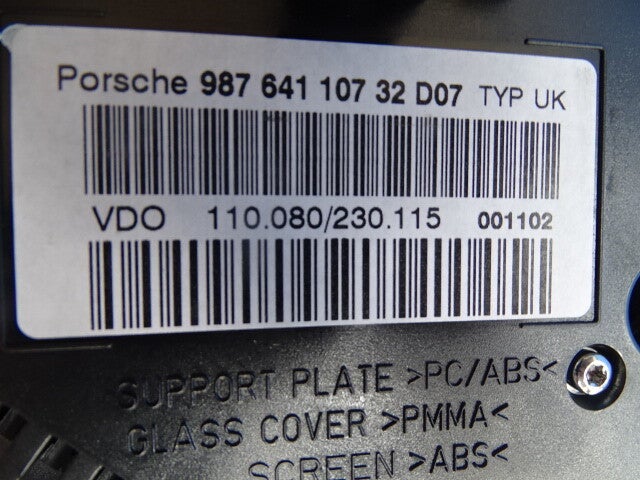 Porsche 987 641 107 32 D07 TYP UK
VDO 110.080/230.115 001102
SUPPORT PLATE >PC/ABS<
GLASS COVER >PMMA<
SCREEN >ABS<